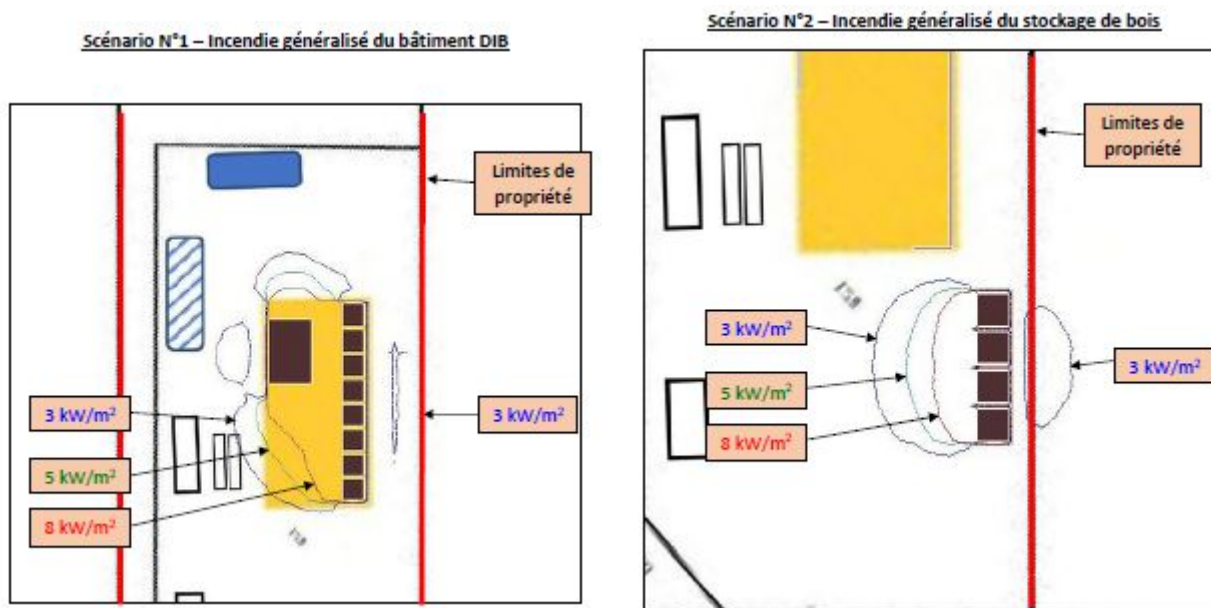 Scénario N°1 – Incendie généralisé du bâtiment DIB
Limites de
propriété
3 kW/m²
3 kW/m²
5 kW/m²
8 kW/m²
Scénario N°2 – Incendie généralisé du stockage de bois
Limites de
propriété
3 kW/m²
3 kW/m²
5 kW/m²
8 kW/m²